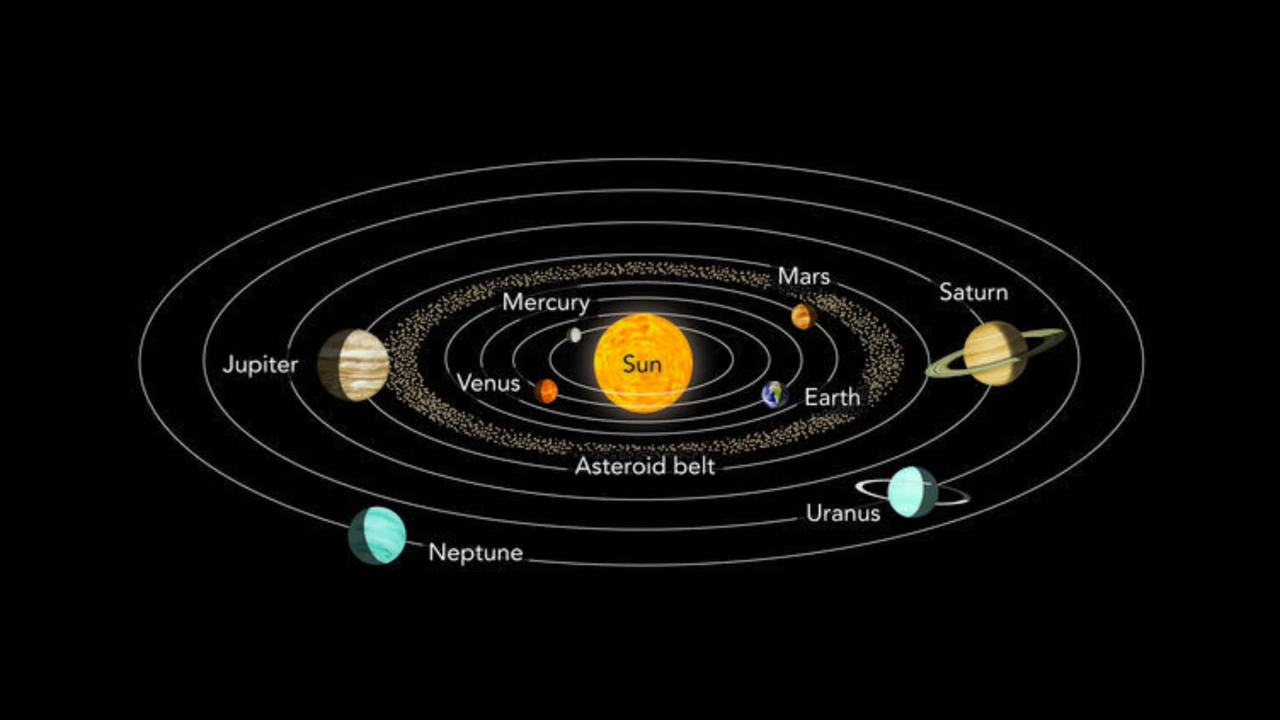 Mars
Saturn
Mercury
Sun
Jupiter
Venus
Earth
Asteroid belt
Uranus
Neptune